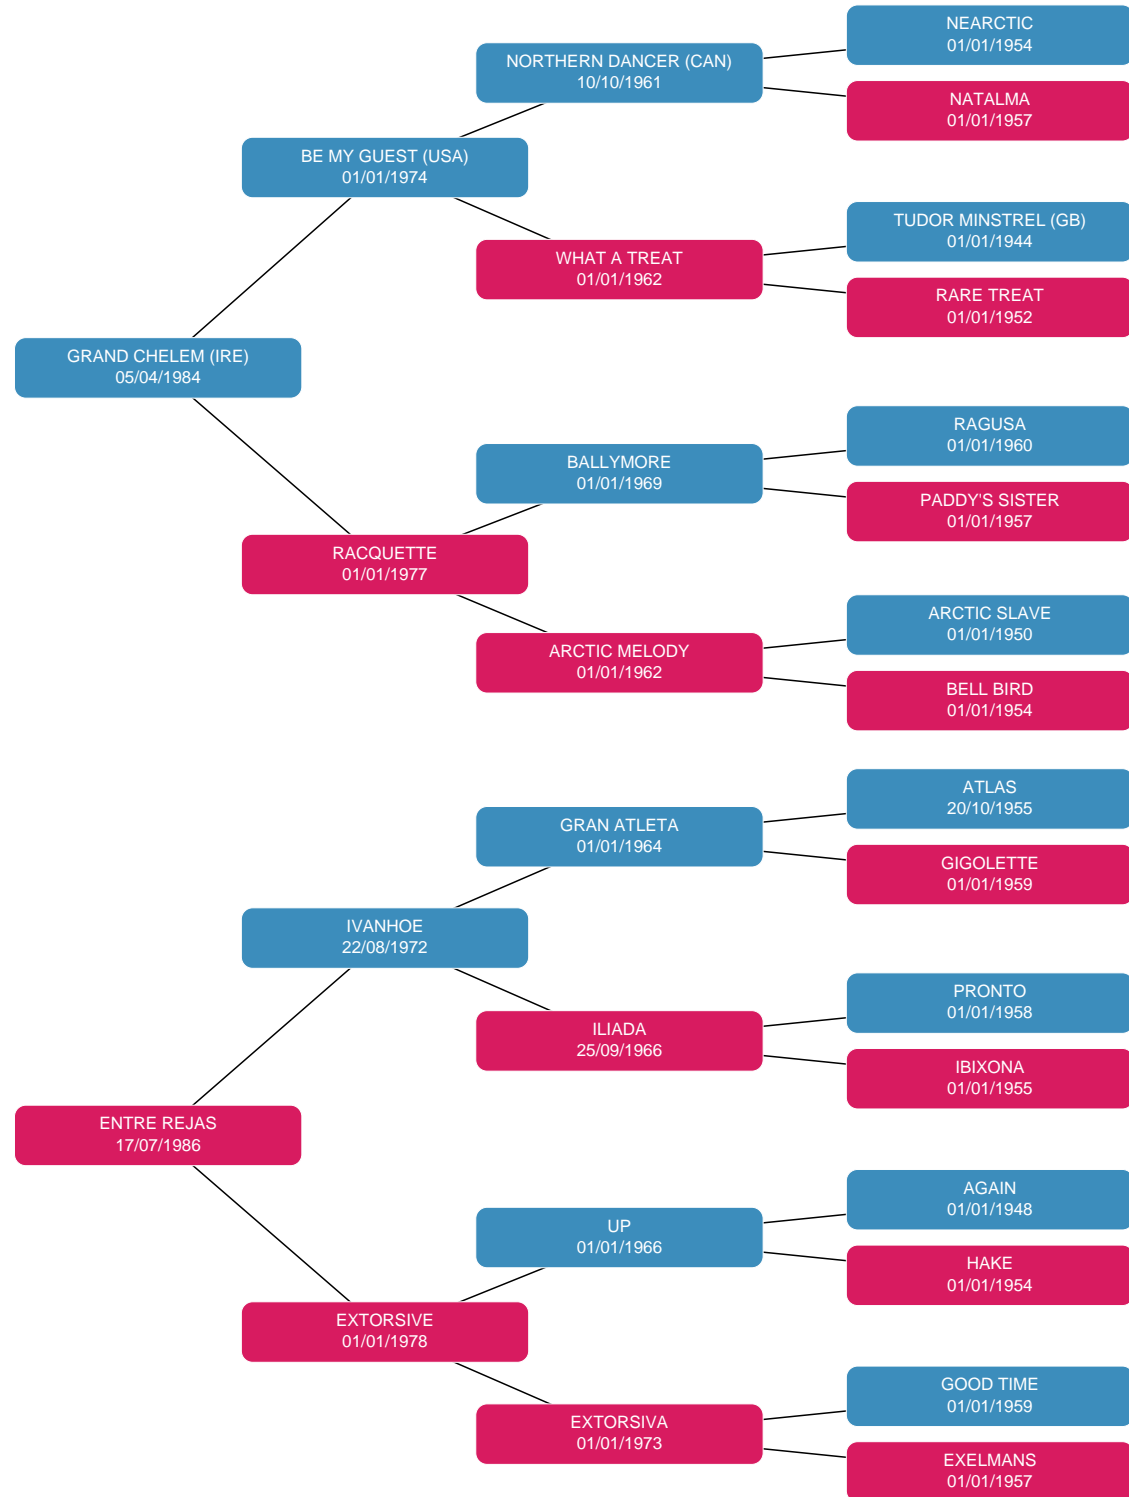 NEARCTIC
01/01/1954
NORTHERN DANCER (CAN)
10/10/1961
NATALMA
01/01/1957
BE MY GUEST (USA)
01/01/1974
TUDOR MINSTREL (GB)
01/01/1944
WHAT A TREAT
01/01/1962
RARE TREAT
01/01/1952
GRAND CHELEM (IRE)
05/04/1984
RAGUSA
01/01/1960
BALLYMORE
01/01/1969
PADDY'S SISTER
01/01/1957
RACQUETTE
01/01/1977
ARCTIC SLAVE
01/01/1950
ARCTIC MELODY
01/01/1962
BELL BIRD
01/01/1954
ATLAS
20/10/1955
GRAN ATLETA
01/01/1964
GIGOLETTE
01/01/1959
IVANHOE
22/08/1972
PRONTO
01/01/1958
ILIADA
25/09/1966
IBIXONA
01/01/1955
ENTRE REJAS
17/07/1986
AGAIN
01/01/1948
UP
01/01/1966
HAKE
01/01/1954
EXTORSIVE
01/01/1978
GOOD TIME
01/01/1959
EXTORSIVA
01/01/1973
EXELMANS
01/01/1957